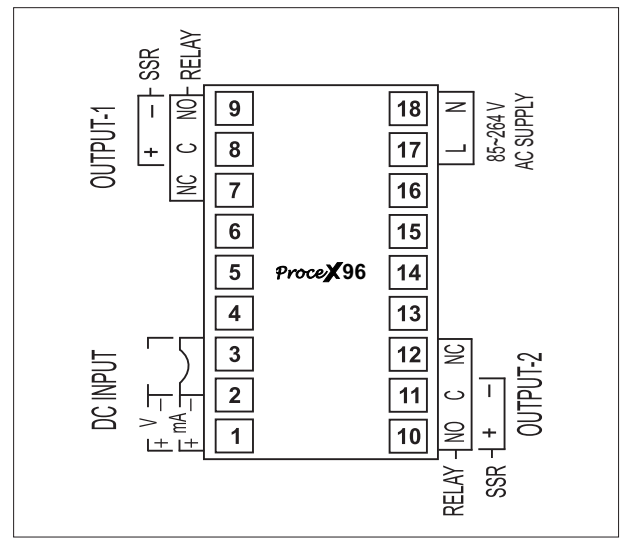 OUTPUT-1
SSR
+ −
RELAY
NC C NO
9
8
7
6
5
4
3
2
1
DC INPUT
+ V −
+ mA −
ProceX96
18
17
16
15
14
13
12
11
10
L N
85~264 V
AC SUPPLY
RELAY
NO C NC
SSR
+ −
OUTPUT-2